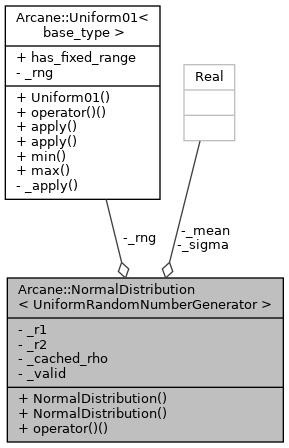 Arcane::Uniform01<
base_type >
+ has_fixed_range
- _rng
+ Uniform01()
+ operator()()
+ apply()
+ apply()
+ min()
+ max()
- _apply()
Real
-_rng
-_mean
-_sigma
Arcane::NormalDistribution
< UniformRandomNumberGenerator >
- _r1
- _r2
- _cached_rho
- _valid
+ NormalDistribution()
+ NormalDistribution()
+ operator()()